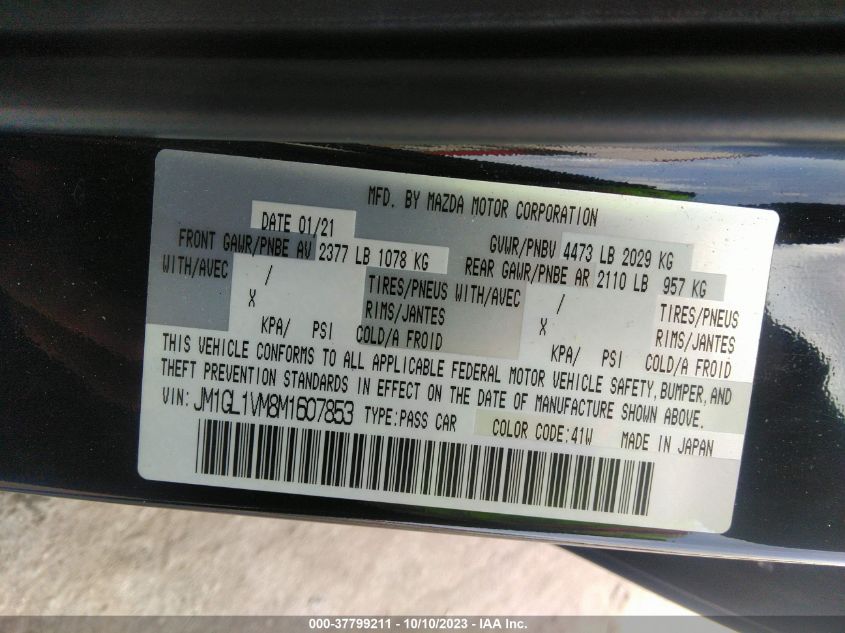 MFD. BY MAZDA MOTOR CORPORATION
DATE 01/21
GVWR/PNBV 4473 LB 2029 KG
FRONT GAWR/PNBE AV 2377 LB 1078 KG
REAR GAWR/PNBE AR 2110 LB 957 KG
WITH/AVEC / TIRES/PNEUS WITH/AVEC / TIRES/PNEUS
X RIMS/JANTES X RIMS/JANTES
KPA/ PSI COLD/A FROID KPA/ PSI COLD/A FROID
THIS VEHICLE CONFORMS TO ALL APPLICABLE FEDERAL MOTOR VEHICLE SAFETY, BUMPER, AND
THEFT PREVENTION STANDARDS IN EFFECT ON THE DATE OF MANUFACTURE SHOWN ABOVE.
VIN: JM1GL1VM8M1607853 TYPE:PASS CAR COLOR CODE:41W MADE IN JAPAN
000-37799211 - 10/10/2023 - IAA Inc.